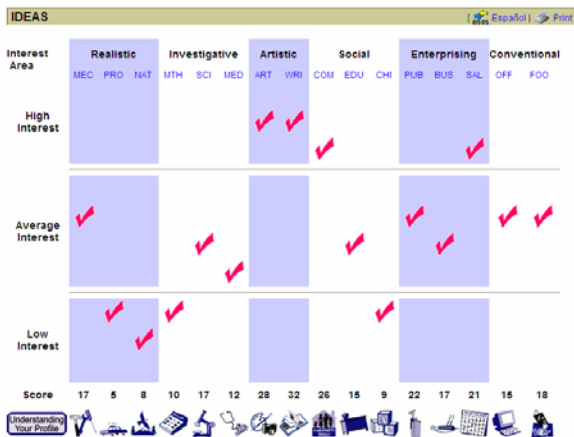 IDEAS [ Español | Print
Interest Area Realistic Investigative Artistic Social Enterprising Conventional
MEC PRO NAT MTH SCI MED ART WRI COM EDU CHI PUB BUS SAL OFF FOO
High Interest
Average Interest
Low Interest
Score 17 5 8 10 17 12 28 32 26 15 9 22 17 21 15 18
Understanding Your Profile